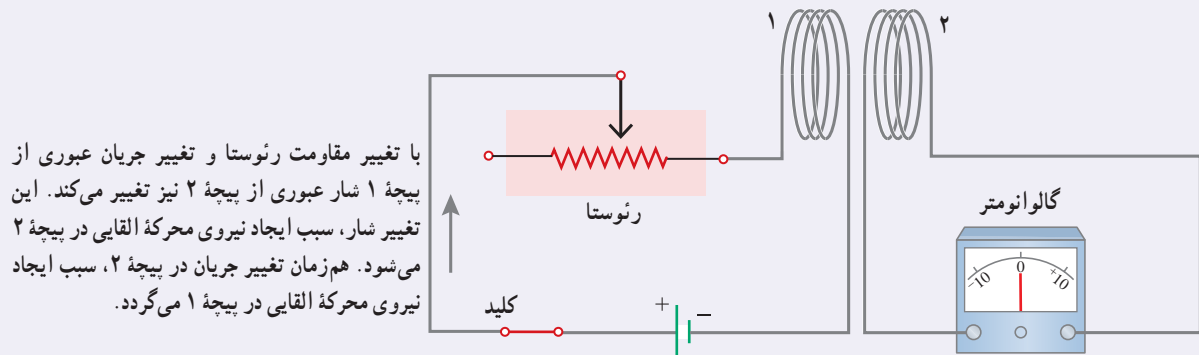 ۱
۲
با تغییر مقاومت رئوستا و تغییر جریان عبوری از
پیچهٔ ۱ شار عبوری از پیچهٔ ۲ نیز تغییر می‌کند. این
تغییر شار، سبب ایجاد نیروی محرکهٔ القایی در پیچهٔ ۲
می‌شود. هم‌زمان تغییر جریان در پیچهٔ ۲، سبب ایجاد
نیروی محرکهٔ القایی در پیچهٔ ۱ می‌گردد.
رئوستا
گالوانومتر
-10 0 +10
کلید
+ −